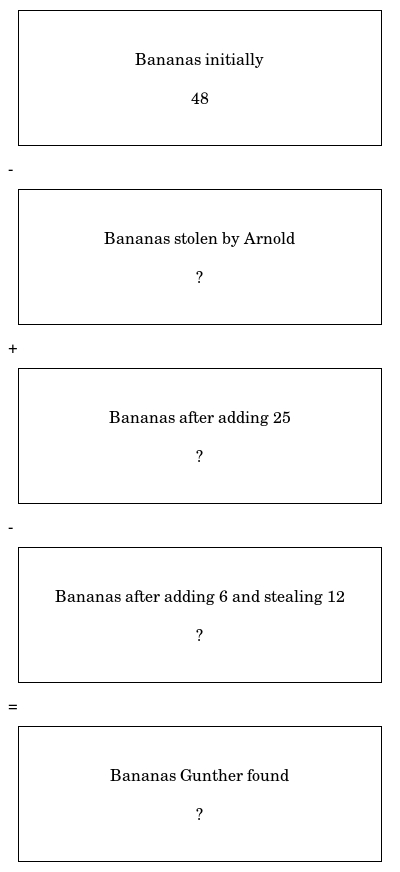 Bananas initially
48
-
Bananas stolen by Arnold
?
+
Bananas after adding 25
?
-
Bananas after adding 6 and stealing 12
?
=
Bananas Gunther found
?